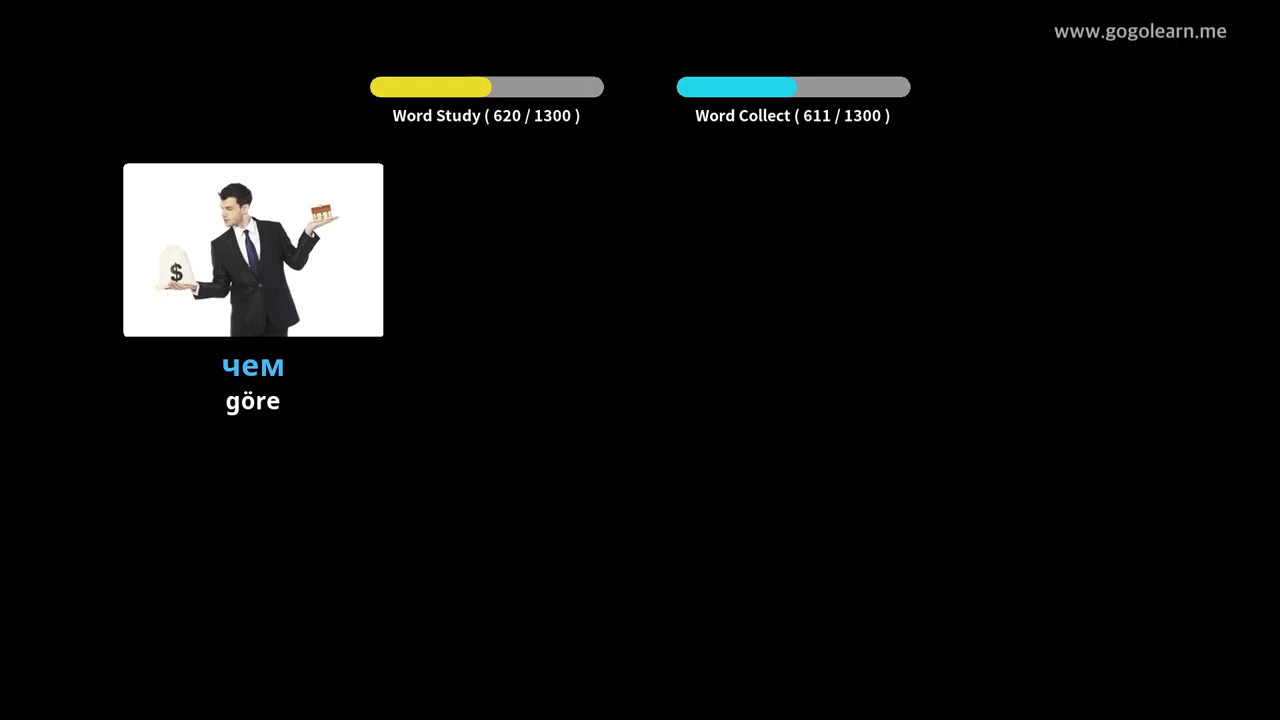 www.gogolearn.me
Word Study ( 620 / 1300 )
Word Collect ( 611 / 1300 )
$
чем
göre